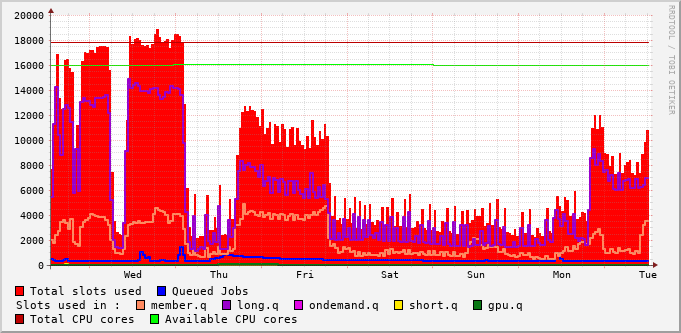 20000
18000
16000
14000
12000
10000
8000
6000
4000
2000
0
Wed Thu Fri Sat Sun Mon Tue
RRDTOOL / TOBI OETIKER
Total slots used Queued Jobs
Slots used in : member.q long.q ondemand.q short.q gpu.q
Total CPU cores Available CPU cores